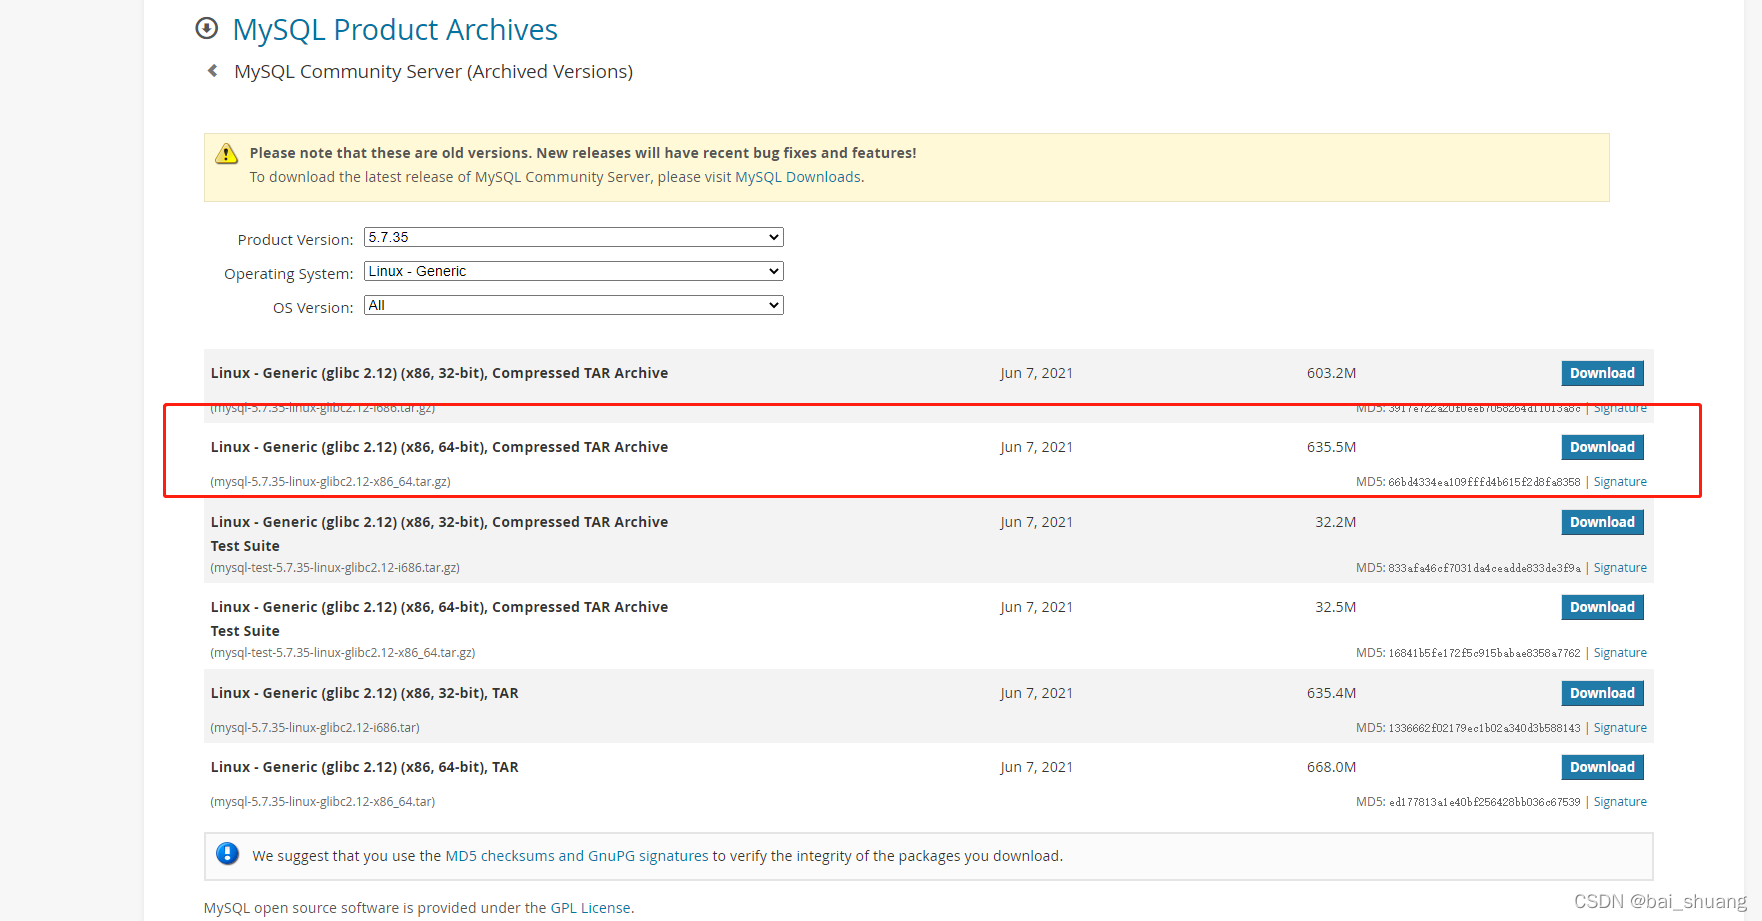 MySQL Product Archives
MySQL Community Server (Archived Versions)
Please note that these are old versions. New releases will have recent bug fixes and features!
To download the latest release of MySQL Community Server, please visit MySQL Downloads.
Product Version: 5.7.35
Operating System: Linux - Generic
OS Version: All
Linux - Generic (glibc 2.12) (x86, 32-bit), Compressed TAR Archive Jun 7, 2021 603.2M Download
(mysql-5.7.35-linux-glibc2.12-i686.tar.gz) MD5: | Signature
Linux - Generic (glibc 2.12) (x86, 64-bit), Compressed TAR Archive Jun 7, 2021 635.5M Download
(mysql-5.7.35-linux-glibc2.12-x86_64.tar.gz) MD5: 66bd4334ea109fffd4b615f2d8fa8358 | Signature
Linux - Generic (glibc 2.12) (x86, 32-bit), Compressed TAR Archive Jun 7, 2021 32.2M Download
Test Suite
(mysql-test-5.7.35-linux-glibc2.12-i686.tar.gz) MD5: 833afa46cf7031da4ceadde833de3f9a | Signature
Linux - Generic (glibc 2.12) (x86, 64-bit), Compressed TAR Archive Jun 7, 2021 32.5M Download
Test Suite
(mysql-test-5.7.35-linux-glibc2.12-x86_64.tar.gz) MD5: 16841b5fe172f5c915babae8358a7762 | Signature
Linux - Generic (glibc 2.12) (x86, 32-bit), TAR Jun 7, 2021 635.4M Download
(mysql-5.7.35-linux-glibc2.12-i686.tar) MD5: 1336662f02179ec1b02a340d3b588143 | Signature
Linux - Generic (glibc 2.12) (x86, 64-bit), TAR Jun 7, 2021 668.0M Download
(mysql-5.7.35-linux-glibc2.12-x86_64.tar) MD5: ed177813a1e40bf256428bb036c67539 | Signature
We suggest that you use the MD5 checksums and GnuPG signatures to verify the integrity of the packages you download.
MySQL open source software is provided under the GPL License.
CSDN @bai_shuang